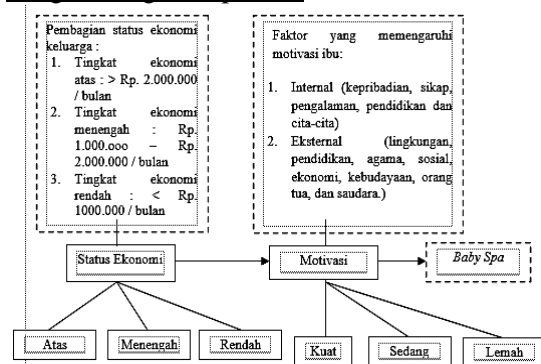 Pembagian status ekonomi
keluarga :
1. Tingkat ekonomi
atas : > Rp. 2.000.000
/ bulan
2. Tingkat ekonomi
menengah : Rp.
1.000.ooo – Rp.
2.000.000 / bulan
3. Tingkat ekonomi
rendah : < Rp.
1000.000 / bulan
Faktor yang memengaruhi
motivasi ibu:
1. Internal (kepribadian, sikap,
pengalaman, pendidikan dan
cita-cita)
2. Eksternal (lingkungan,
pendidikan, agama, sosial,
ekonomi, kebudayaan, orang
tua, dan saudara.)
Status Ekonomi
Motivasi
Baby Spa
Atas
Menengah
Rendah
Kuat
Sedang
Lemah